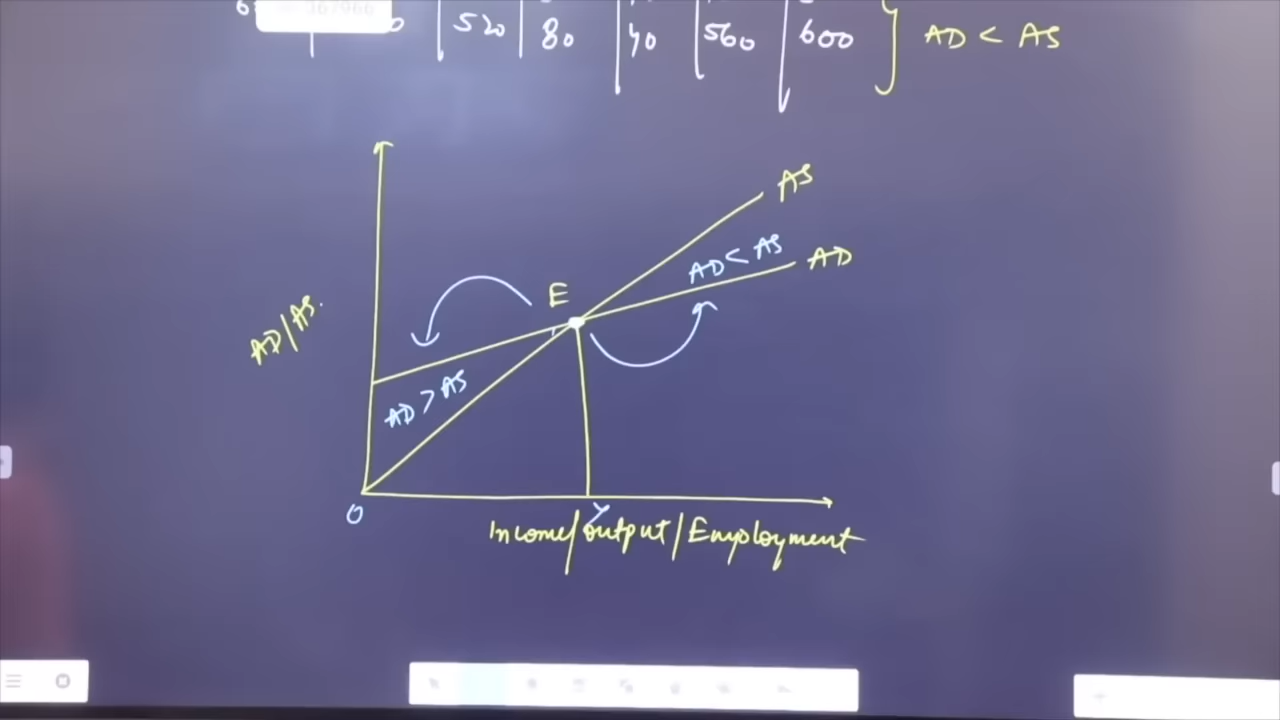 520 80 40 560 600 } AD < AS
AS
AD < AS
AD
E
AD/AS.
AD > AS
O
Y
Income/output/Employment